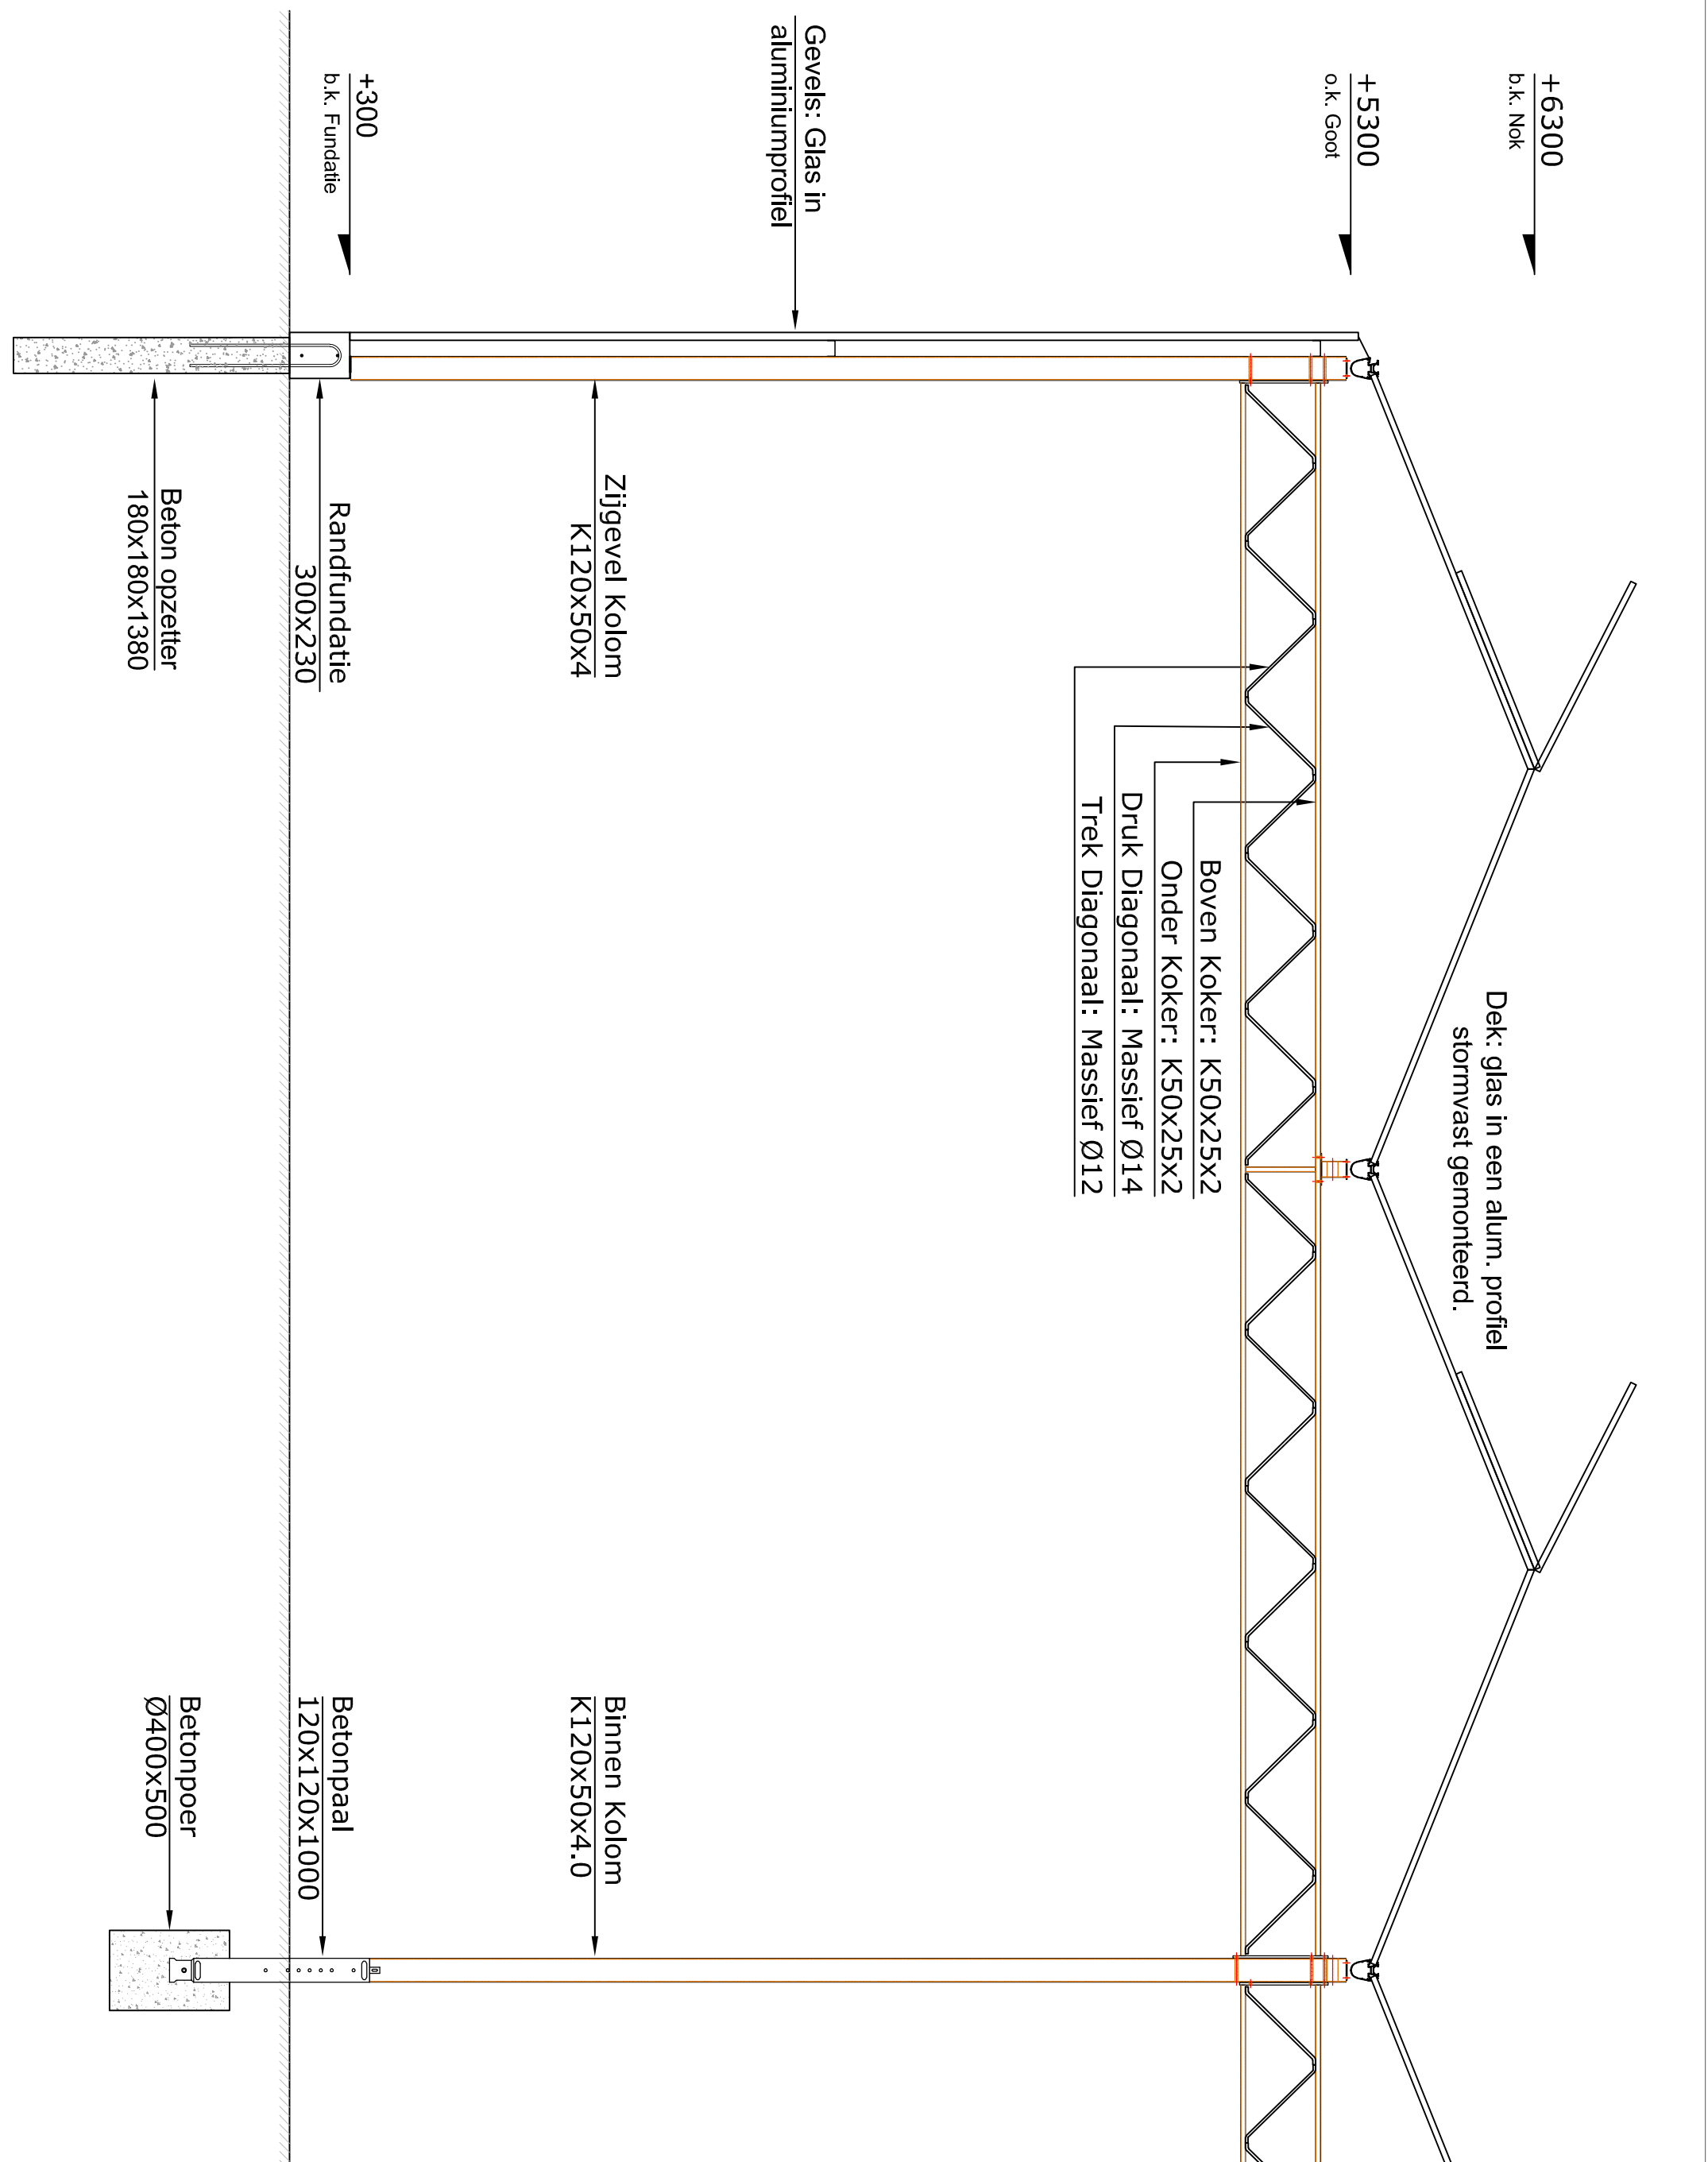 +6300
b.k. Nok
+5300
o.k. Goot
Dek: glas in een alum. profiel
stormvast gemonteerd.
Boven Koker: K50x25x2
Onder Koker: K50x25x2
Druk Diagonaal: Massief Ø14
Trek Diagonaal: Massief Ø12
Gevels: Glas in
aluminiumprofiel
Zijgevel Kolom
K120x50x4
Binnen Kolom
K120x50x4.0
+300
b.k. Fundatie
Randfundatie
300x230
Betonpaal
120x120x1000
Beton opzetter
180x180x1380
Betonpoer
Ø400x500